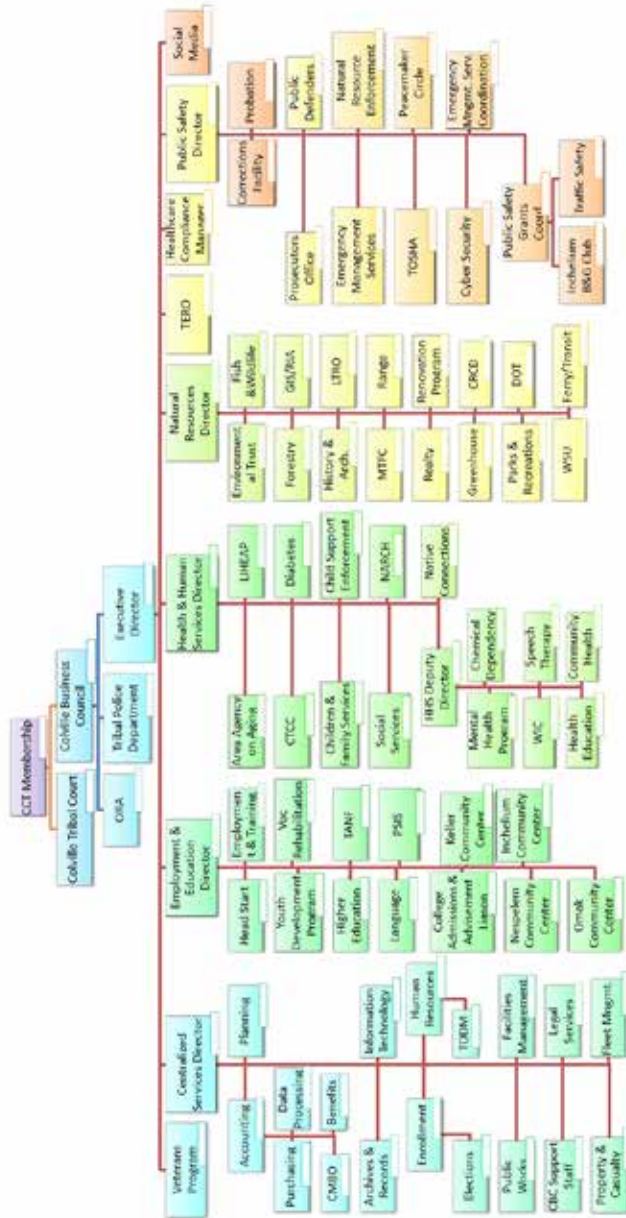 CCT Membership
Colville Tribal Court
Colville Business
Council
ORA
Tribal Police
Department
Executive
Director
Veterans Program
Centralized
Services Director
Employment &
Education
Director
Health & Human
Services Director
Natural
Resources
Director
TERO
Healthcare
Compliance
Manager
Public Safety
Director
Social
Media
Accounting
Planning
Purchasing
Data
Processing
CMBO
Benefits
Archives &
Records
Information
Technology
Enrollment
Human
Resources
Elections
TODM
Public
Works
Facilities
Management
CBC Support
Staff
Legal
Services
Property &
Casualty
Fleet Mngmt.
Head Start
Employmen
t & Training
Youth
Development
Program
Voc
Rehabilitation
Higher
Education
TANF
Language
PSIS
College
Admissions &
Advisement
Liaison
Keller
Community
Center
Nespelem
Community
Center
Inchelium
Community
Center
Omak
Community
Center
Area Agency
on Aging
LIHEAP
CTCC
Diabetes
Children &
Family Services
Child Support
Enforcement
Social
Services
NARCH
HHS Deputy
Director
Native
Connections
Mental
Health
Program
Chemical
Dependency
WIC
Speech
Therapy
Health
Education
Community
Health
Environment
al Trust
Fish
&Wildlife
Forestry
GIS/RIA
History &
Arch.
LTRO
MTFC
Range
Realty
Renovation
Program
Greenhouse
CRCD
Parks &
Recreations
DOT
WSU
Ferry/Transit
Corrections
Facility
Probation
Prosecutors
Office
Public
Defenders
Emergency
Management
Services
Natural
Resource
Enforcement
TOSHA
Peacemaker
Circle
Cyber Security
Emergency
Mngmt. Serv
Coordination
Public Safety
Grants
Court
Inchelium
B&G Club
Traffic Safety